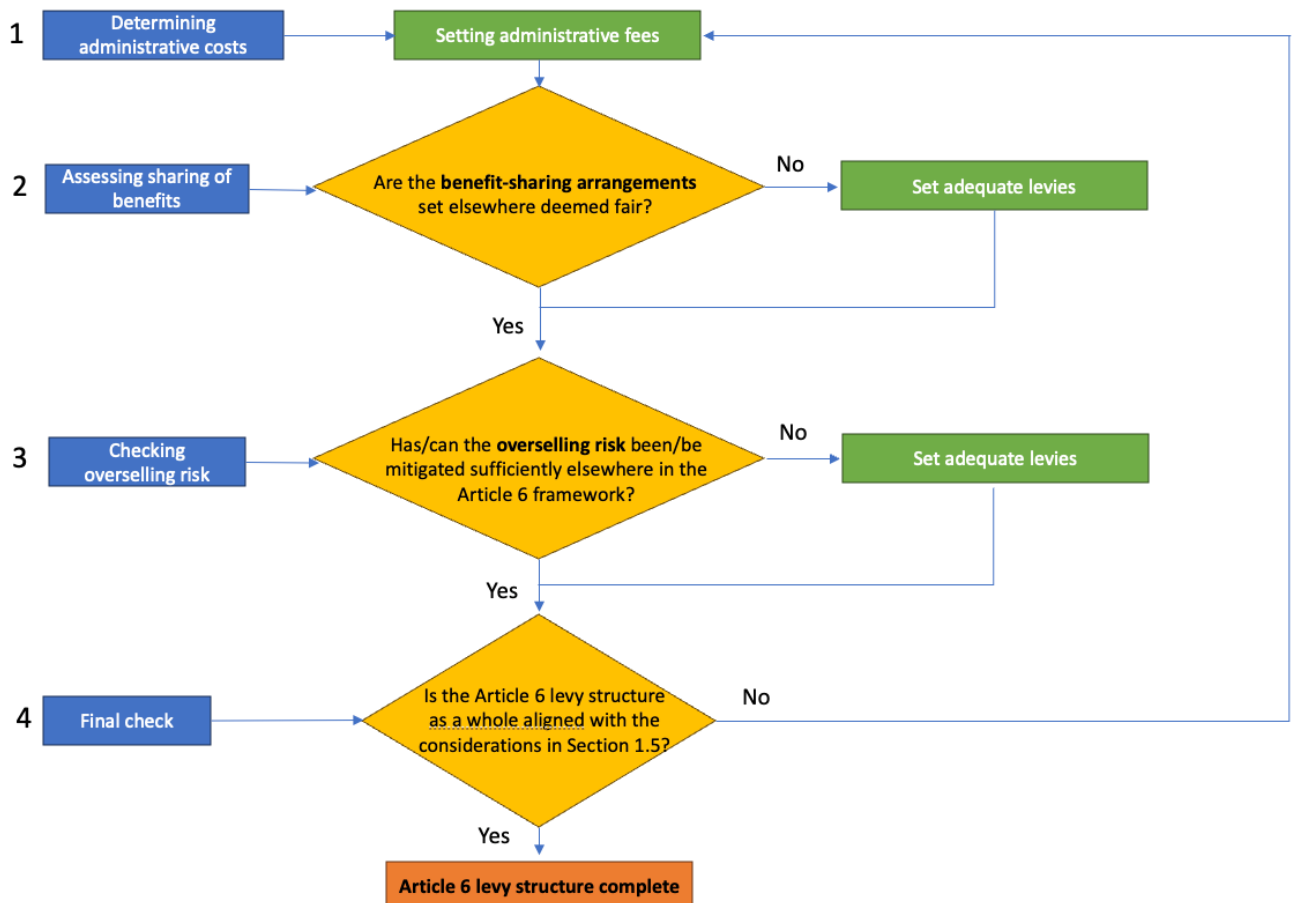 1
Determining
administrative costs
Setting administrative fees
2
Assessing sharing of
benefits
Are the benefit-sharing arrangements
set elsewhere deemed fair?
No
Set adequate levies
Yes
3
Checking
overselling risk
Has/can the overselling risk been/be
mitigated sufficiently elsewhere in the
Article 6 framework?
No
Set adequate levies
Yes
4
Final check
Is the Article 6 levy structure
as a whole aligned with the
considerations in Section 1.5?
No
Yes
Article 6 levy structure complete